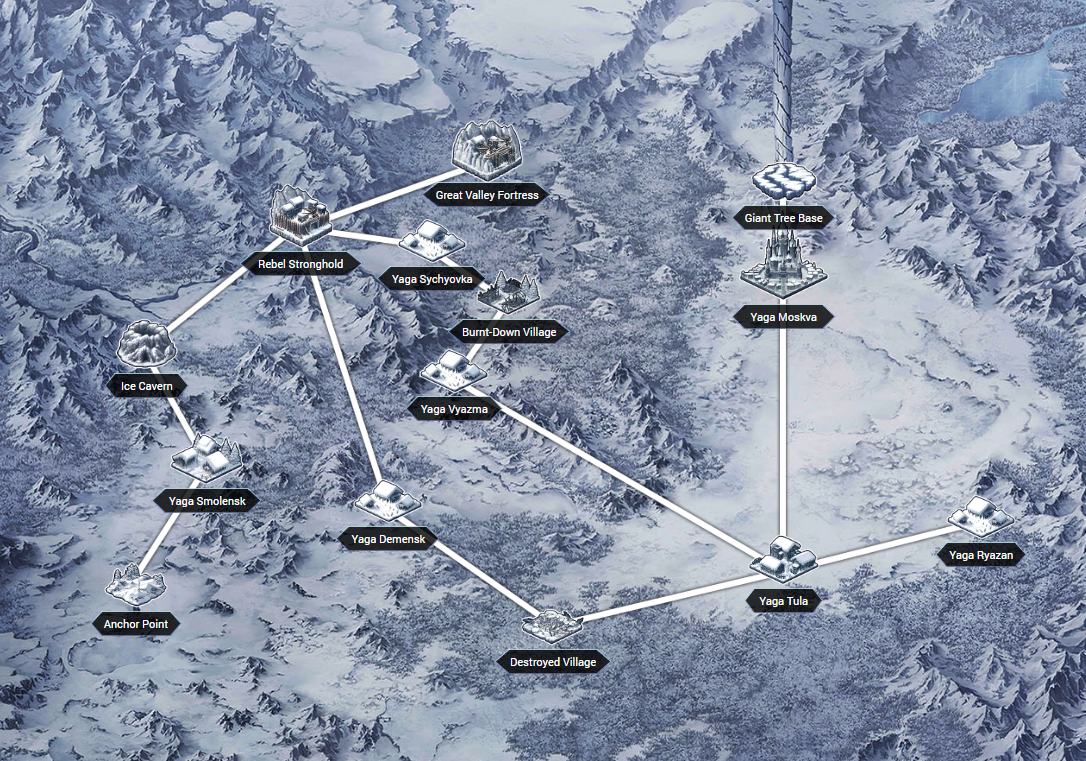 Great Valley Fortress
Giant Tree Base
Rebel Stronghold
Yaga Sychyovka
Yaga Moskva
Burnt-Down Village
Ice Cavern
Yaga Vyazma
Yaga Smolensk
Yaga Demensk
Yaga Ryazan
Yaga Tula
Anchor Point
Destroyed Village